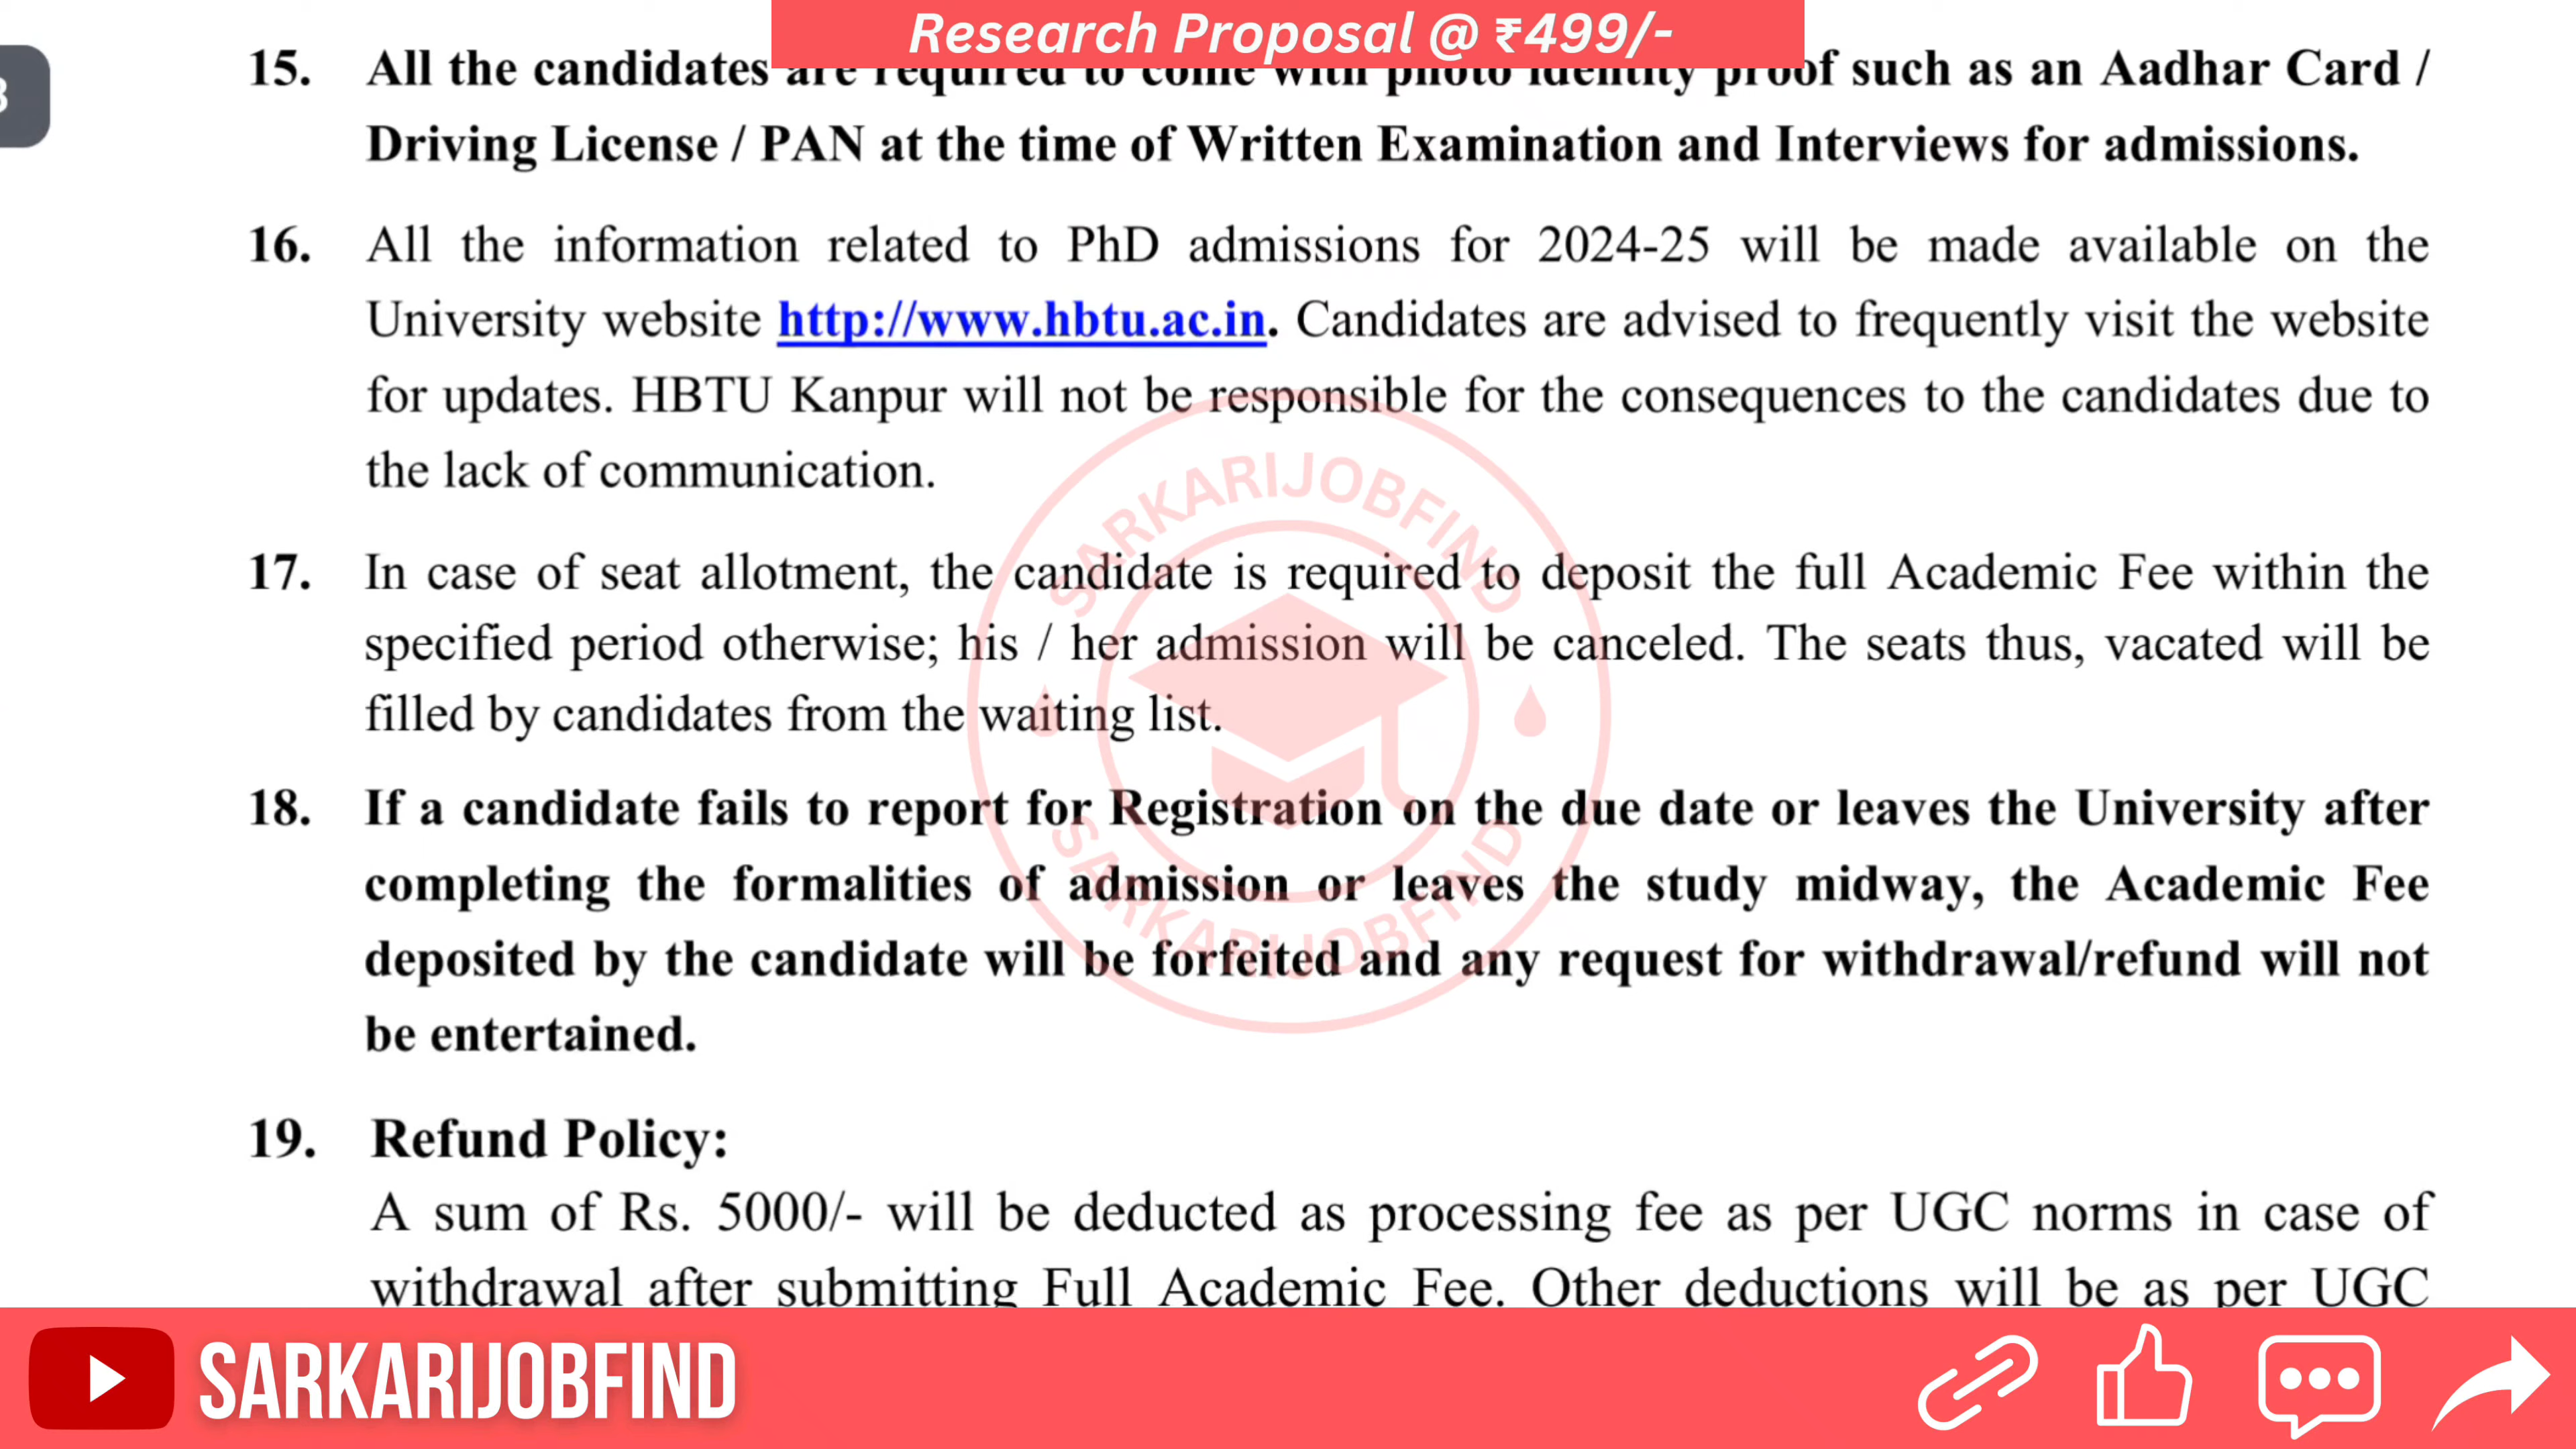 Research Proposal @ ₹499/-
3
15. All the candidates are required to come with photo identity proof such as an Aadhar Card /
Driving License / PAN at the time of Written Examination and Interviews for admissions.
16. All the information related to PhD admissions for 2024-25 will be made available on the
University website http://www.hbtu.ac.in. Candidates are advised to frequently visit the website
for updates. HBTU Kanpur will not be responsible for the consequences to the candidates due to
the lack of communication.
17. In case of seat allotment, the candidate is required to deposit the full Academic Fee within the
specified period otherwise; his / her admission will be canceled. The seats thus, vacated will be
filled by candidates from the waiting list.
18. If a candidate fails to report for Registration on the due date or leaves the University after
completing the formalities of admission or leaves the study midway, the Academic Fee
deposited by the candidate will be forfeited and any request for withdrawal/refund will not
be entertained.
19. Refund Policy:
A sum of Rs. 5000/- will be deducted as processing fee as per UGC norms in case of
withdrawal after submitting Full Academic Fee. Other deductions will be as per UGC
SARKARIJOBFIND
SARKARIJOBFIND
SARKARIJOBFIND